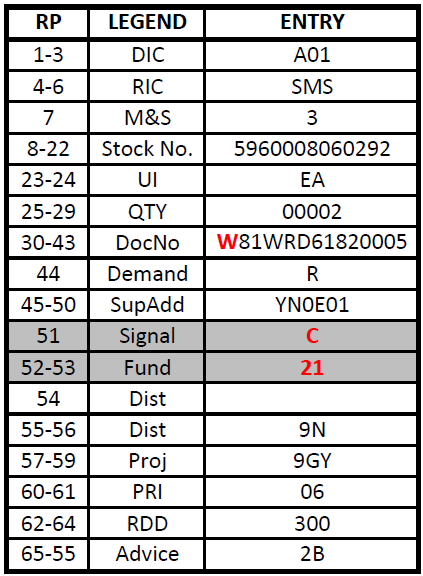 RP LEGEND ENTRY
1-3 DIC A01
4-6 RIC SMS
7 M&S 3
8-22 Stock No. 5960008060292
23-24 UI EA
25-29 QTY 00002
30-43 DocNo W81WRD61820005
44 Demand R
45-50 SupAdd YN0E01
51 Signal C
52-53 Fund 21
54 Dist
55-56 Dist 9N
57-59 Proj 9GY
60-61 PRI 06
62-64 RDD 300
65-55 Advice 2B